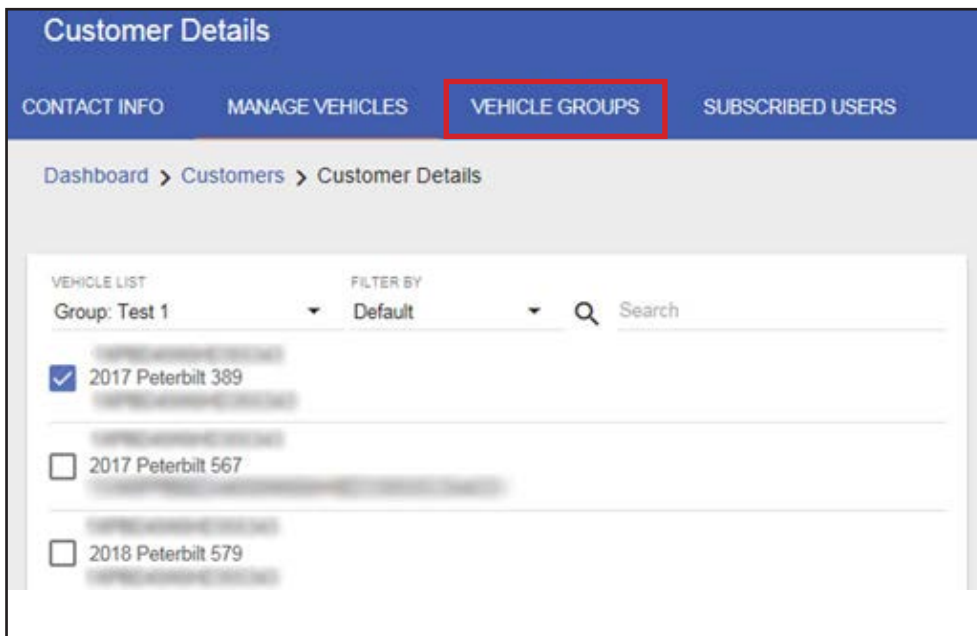 Customer Details
CONTACT INFO MANAGE VEHICLES VEHICLE GROUPS SUBSCRIBED USERS
Dashboard > Customers > Customer Details
VEHICLE LIST FILTER BY
Group: Test 1 Default Search
2017 Peterbilt 389
2017 Peterbilt 567
2018 Peterbilt 579